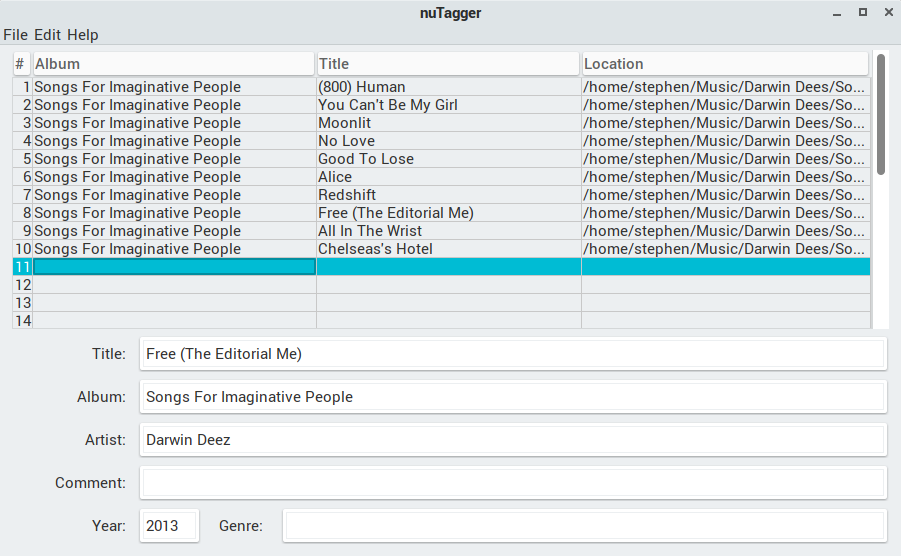 nuTagger
File Edit Help
# Album Title Location
1 Songs For Imaginative People (800) Human /home/stephen/Music/Darwin Dees/So...
2 Songs For Imaginative People You Can't Be My Girl /home/stephen/Music/Darwin Dees/So...
3 Songs For Imaginative People Moonlit /home/stephen/Music/Darwin Dees/So...
4 Songs For Imaginative People No Love /home/stephen/Music/Darwin Dees/So...
5 Songs For Imaginative People Good To Lose /home/stephen/Music/Darwin Dees/So...
6 Songs For Imaginative People Alice /home/stephen/Music/Darwin Dees/So...
7 Songs For Imaginative People Redshift /home/stephen/Music/Darwin Dees/So...
8 Songs For Imaginative People Free (The Editorial Me) /home/stephen/Music/Darwin Dees/So...
9 Songs For Imaginative People All In The Wrist /home/stephen/Music/Darwin Dees/So...
10 Songs For Imaginative People Chelseas's Hotel /home/stephen/Music/Darwin Dees/So...
11
12
13
14
Title: Free (The Editorial Me)
Album: Songs For Imaginative People
Artist: Darwin Deez
Comment:
Year: 2013 Genre: